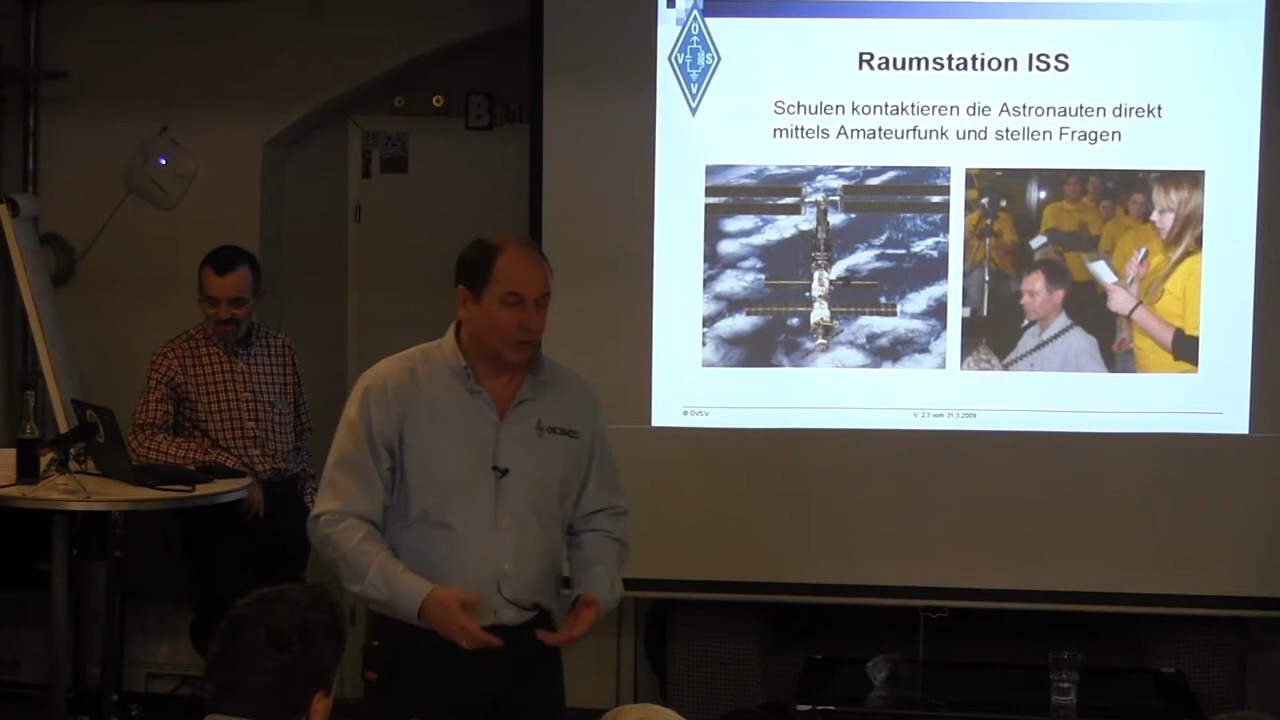 Ö
V S
V
Raumstation ISS
Schulen kontaktieren die Astronauten direkt
mittels Amateurfunk und stellen Fragen
© ÖVSV
V. 2.3 vom 31.3.2009
B